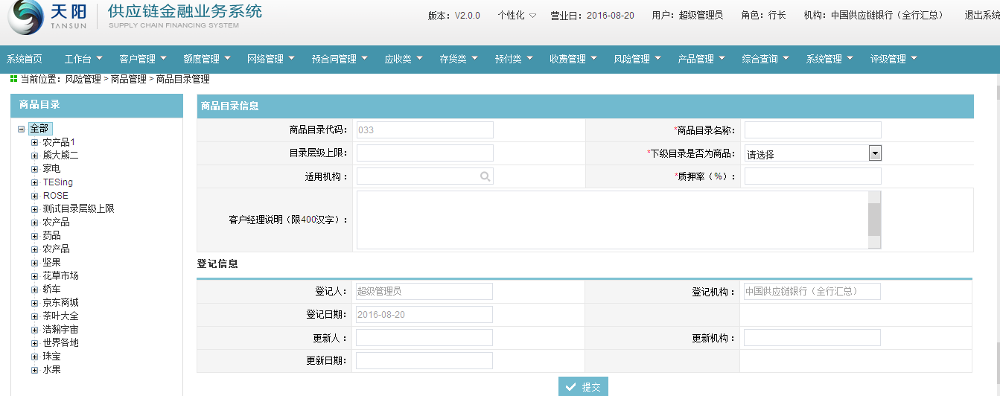 天阳 供应链金融业务系统
TANSUN SUPPLY CHAIN FINANCING SYSTEM
版本：V2.0.0 个性化 营业日：2016-08-20 用户：超级管理员 角色：行长 机构：中国供应链银行（全行汇总） 退出系统
系统首页 工作台 客户管理 额度管理 网络管理 预合同管理 应收类 存货类 预付类 收费管理 风险管理 产品管理 综合查询 系统管理 评级管理
当前位置：风险管理 > 商品管理 > 商品目录管理
商品目录
全部
农产品1
熊大熊二
家电
TESing
ROSE
测试目录层级上限
农产品
药品
农产品
坚果
花草市场
轿车
京东商城
茶叶大全
浩瀚宇宙
世界各地
珠宝
水果
商品目录信息
商品目录代码： 033 *商品目录名称：
目录层级上限： *下级目录是否为商品： 请选择
适用机构： *质押率（%）：
客户经理说明（限400汉字）：
登记信息
登记人： 超级管理员 登记机构： 中国供应链银行（全行汇总）
登记日期： 2016-08-20
更新人： 更新机构：
更新日期：
提交